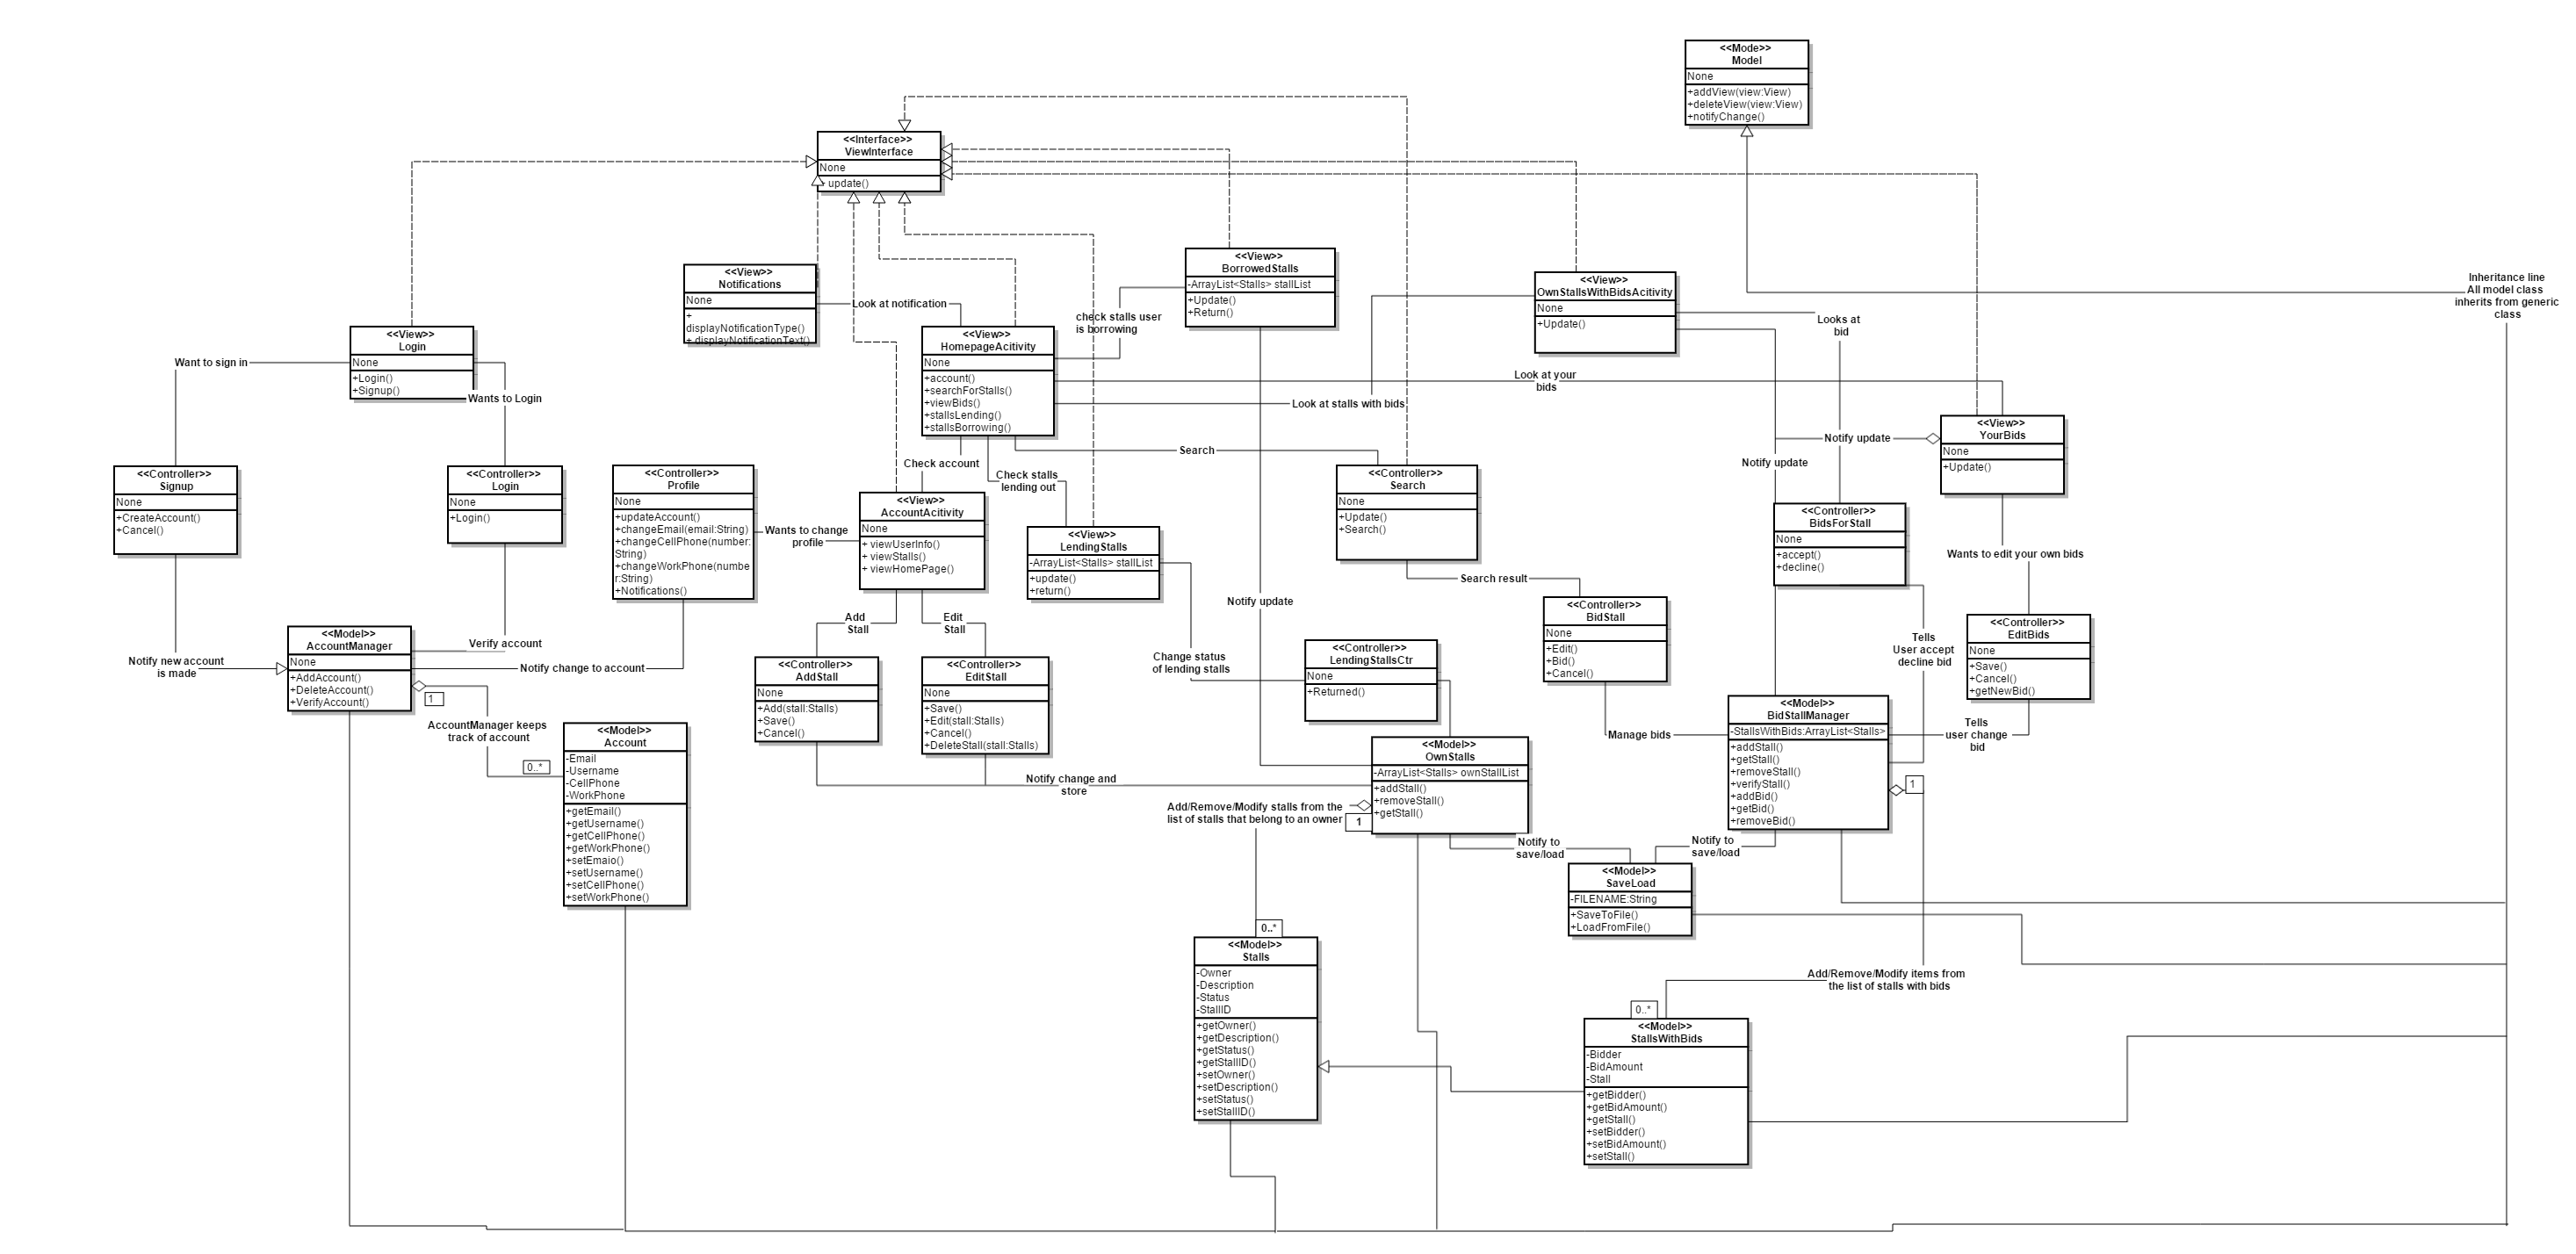 <<Mode>>
Model
None
+addView(view:View)
+deleteView(view:View)
+notifyChange()
<<Interface>>
ViewInterface
None
+ update()
Inheritance line
All model class
inherits from generic
class
<<View>>
Notifications
None
+
displayNotificationType()
+ displayNotificationText()
Look at notification
<<View>>
BorrowedStalls
-ArrayList<Stalls> stallList
+Update()
+Return()
check stalls user
is borrowing
<<View>>
OwnStallsWithBidsAcitivity
None
+Update()
Looks at
bid
<<View>>
Login
None
+Login()
+Signup()
Want to sign in
Wants to Login
<<View>>
HomepageAcitivity
None
+account()
+searchForStalls()
+viewBids()
+stallsLending()
+stallsBorrowing()
Look at your
bids
Look at stalls with bids
Search
Check account
Check stalls
lending out
<<View>>
YourBids
None
+Update()
Notify update
Notify update
<<Controller>>
Signup
None
+CreateAccount()
+Cancel()
<<Controller>>
Login
None
+Login()
<<Controller>>
Profile
None
+updateAccount()
+changeEmail(email:String)
+changeCellPhone(number:
String)
+changeWorkPhone(numbe
r:String)
+Notifications()
Wants to change
profile
<<View>>
AccountAcitivity
None
+ viewUserInfo()
+ viewStalls()
+ viewHomePage()
<<View>>
LendingStalls
-ArrayList<Stalls> stallList
+update()
+return()
<<Controller>>
Search
None
+Update()
+Search()
Search result
<<Controller>>
BidsForStall
None
+accept()
+decline()
Wants to edit your own bids
Notify update
Add
Stall
Edit
Stall
<<Controller>>
BidStall
None
+Edit()
+Bid()
+Cancel()
<<Controller>>
EditBids
None
+Save()
+Cancel()
+getNewBid()
Tells
User accept
decline bid
Notify new account
is made
<<Model>>
AccountManager
None
+AddAccount()
+DeleteAccount()
+VerifyAccount()
Verify account
Notify change to account
1
AccountManager keeps
track of account
0..*
<<Controller>>
AddStall
None
+Add(stall:Stalls)
+Save()
+Cancel()
<<Controller>>
EditStall
None
+Save()
+Edit(stall:Stalls)
+Cancel()
+DeleteStall(stall:Stalls)
Change status
of lending stalls
<<Controller>>
LendingStallsCtr
None
+Returned()
<<Model>>
BidStallManager
-StallsWithBids:ArrayList<Stalls>
+addStall()
+getStall()
+removeStall()
+verifyStall()
+addBid()
+getBid()
+removeBid()
Manage bids
Tells
user change
bid
1
<<Model>>
Account
-Email
-Username
-CellPhone
-WorkPhone
+getEmail()
+getUsername()
+getCellPhone()
+getWorkPhone()
+setEmaio()
+setUsername()
+setCellPhone()
+setWorkPhone()
Notify change and
store
<<Model>>
OwnStalls
-ArrayList<Stalls> ownStallList
+addStall()
+removeStall()
+getStall()
Add/Remove/Modify stalls from the
list of stalls that belong to an owner
1
Notify to
save/load
Notify to
save/load
<<Model>>
SaveLoad
-FILENAME:String
+SaveToFile()
+LoadFromFile()
0..*
<<Model>>
Stalls
-Owner
-Description
-Status
-StallID
+getOwner()
+getDescription()
+getStatus()
+getStallID()
+setOwner()
+setDescription()
+setStatus()
+setStallID()
Add/Remove/Modify items from
the list of stalls with bids
0..*
<<Model>>
StallsWithBids
-Bidder
-BidAmount
-Stall
+getBidder()
+getBidAmount()
+getStall()
+setBidder()
+setBidAmount()
+setStall()